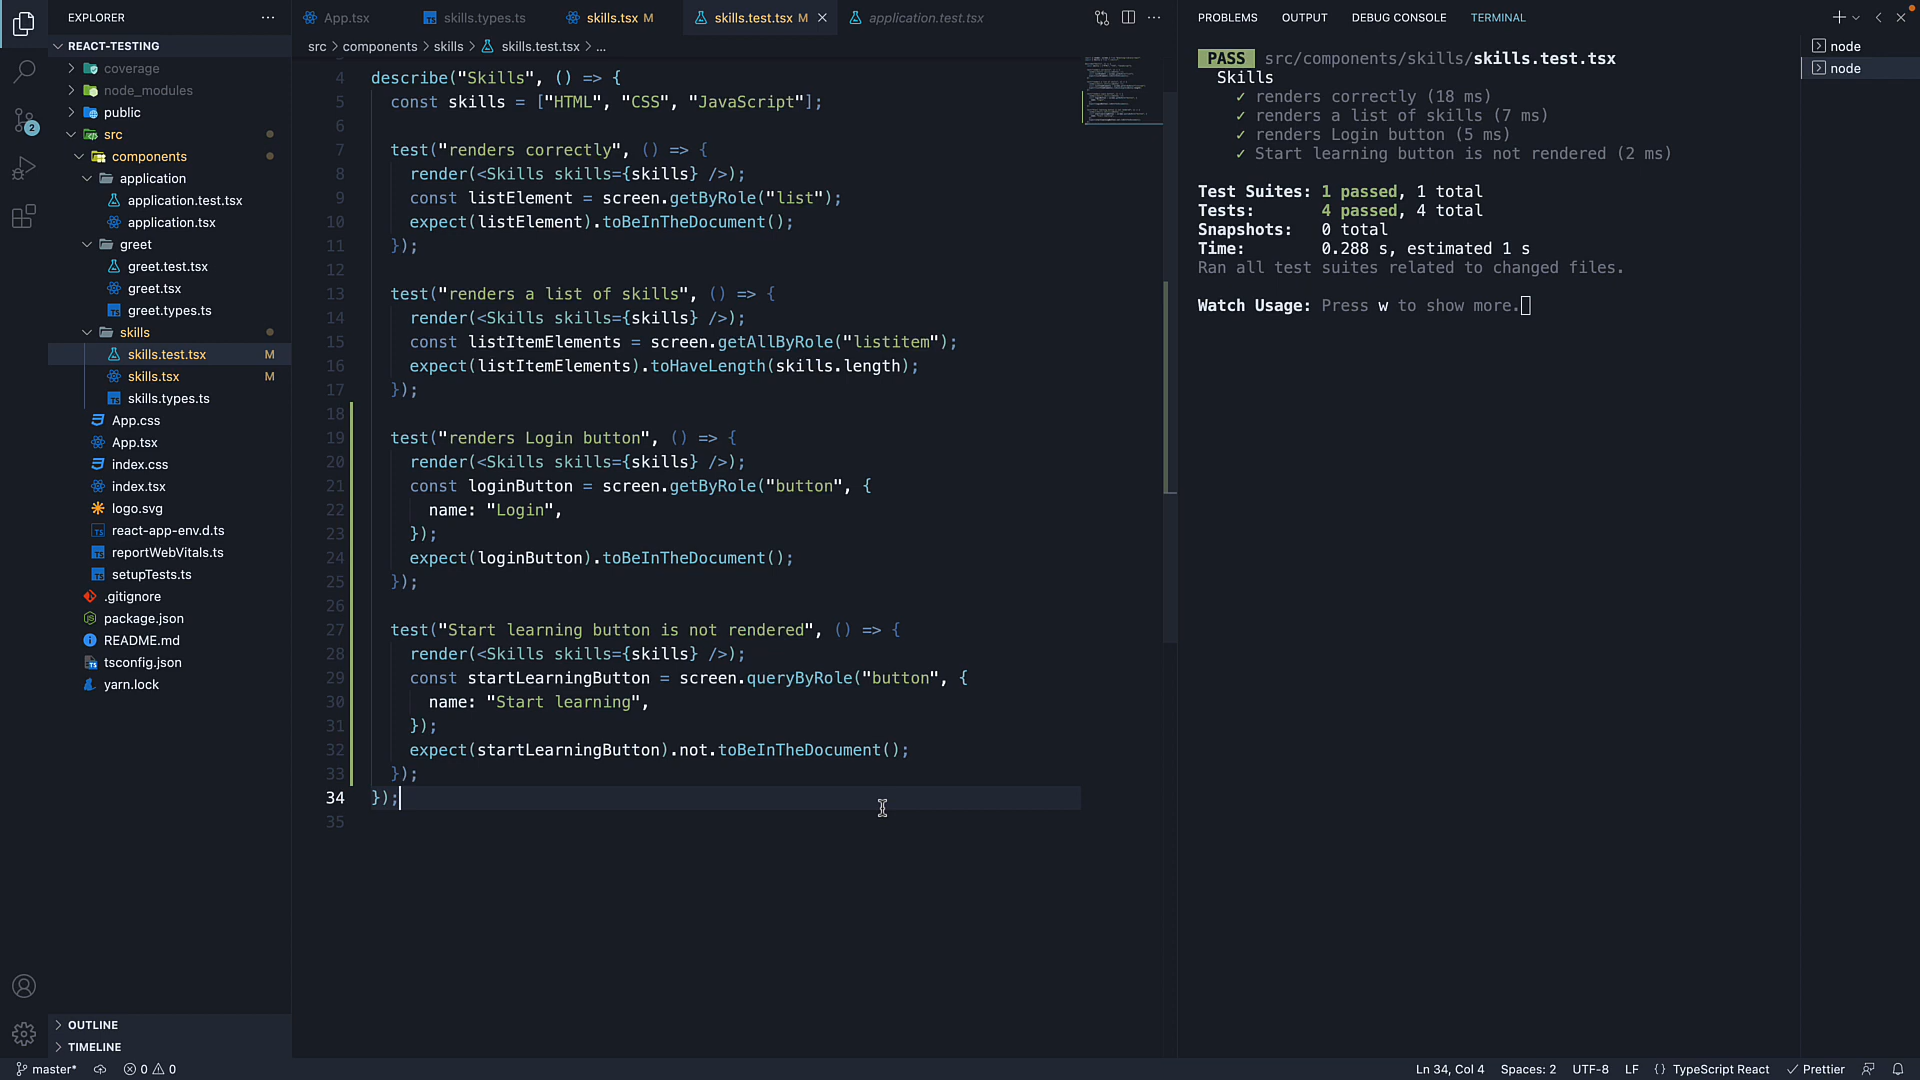 EXPLORER
REACT-TESTING
coverage
node_modules
public
src
components
application
application.test.tsx
application.tsx
greet
greet.test.tsx
greet.tsx
greet.types.ts
skills
skills.test.tsx M
skills.tsx M
skills.types.ts
App.css
App.tsx
index.css
index.tsx
logo.svg
react-app-env.d.ts
reportWebVitals.ts
setupTests.ts
.gitignore
package.json
README.md
tsconfig.json
yarn.lock
OUTLINE
TIMELINE
2
App.tsx
skills.types.ts
skills.tsx M
skills.test.tsx M
application.test.tsx
src > components > skills > skills.test.tsx > ...
4 describe("Skills", () => {
5 const skills = ["HTML", "CSS", "JavaScript"];
6
7 test("renders correctly", () => {
8 render(<Skills skills={skills} />);
9 const listElement = screen.getByRole("list");
10 expect(listElement).toBeInTheDocument();
11 });
12
13 test("renders a list of skills", () => {
14 render(<Skills skills={skills} />);
15 const listItemElements = screen.getAllByRole("listitem");
16 expect(listItemElements).toHaveLength(skills.length);
17 });
18
19 test("renders Login button", () => {
20 render(<Skills skills={skills} />);
21 const loginButton = screen.getByRole("button", {
22 name: "Login",
23 });
24 expect(loginButton).toBeInTheDocument();
25 });
26
27 test("Start learning button is not rendered", () => {
28 render(<Skills skills={skills} />);
29 const startLearningButton = screen.queryByRole("button", {
30 name: "Start learning",
31 });
32 expect(startLearningButton).not.toBeInTheDocument();
33 });
34 });
35
PROBLEMS OUTPUT DEBUG CONSOLE TERMINAL
PASS src/components/skills/skills.test.tsx
Skills
✓ renders correctly (18 ms)
✓ renders a list of skills (7 ms)
✓ renders Login button (5 ms)
✓ Start learning button is not rendered (2 ms)
Test Suites: 1 passed, 1 total
Tests: 4 passed, 4 total
Snapshots: 0 total
Time: 0.288 s, estimated 1 s
Ran all test suites related to changed files.
Watch Usage: Press w to show more.
node
node
master* 0 0
Ln 34, Col 4 Spaces: 2 UTF-8 LF {} TypeScript React ✓ Prettier